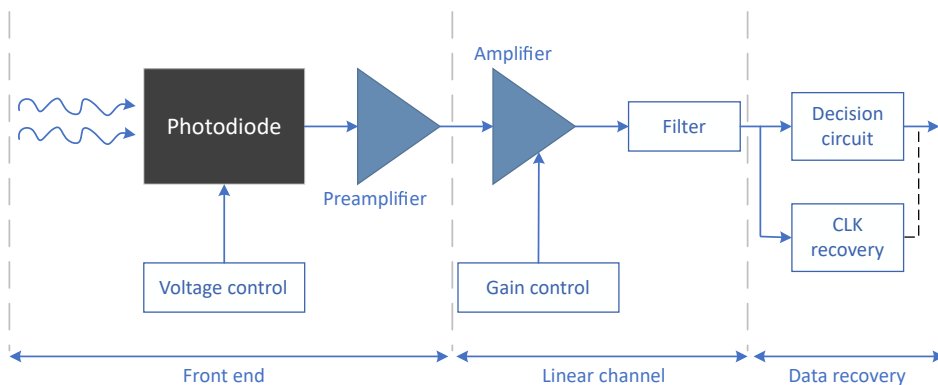 Amplifier
Photodiode
Filter
Decision
circuit
Preamplifier
CLK
recovery
Voltage control
Gain control
Front end
Linear channel
Data recovery